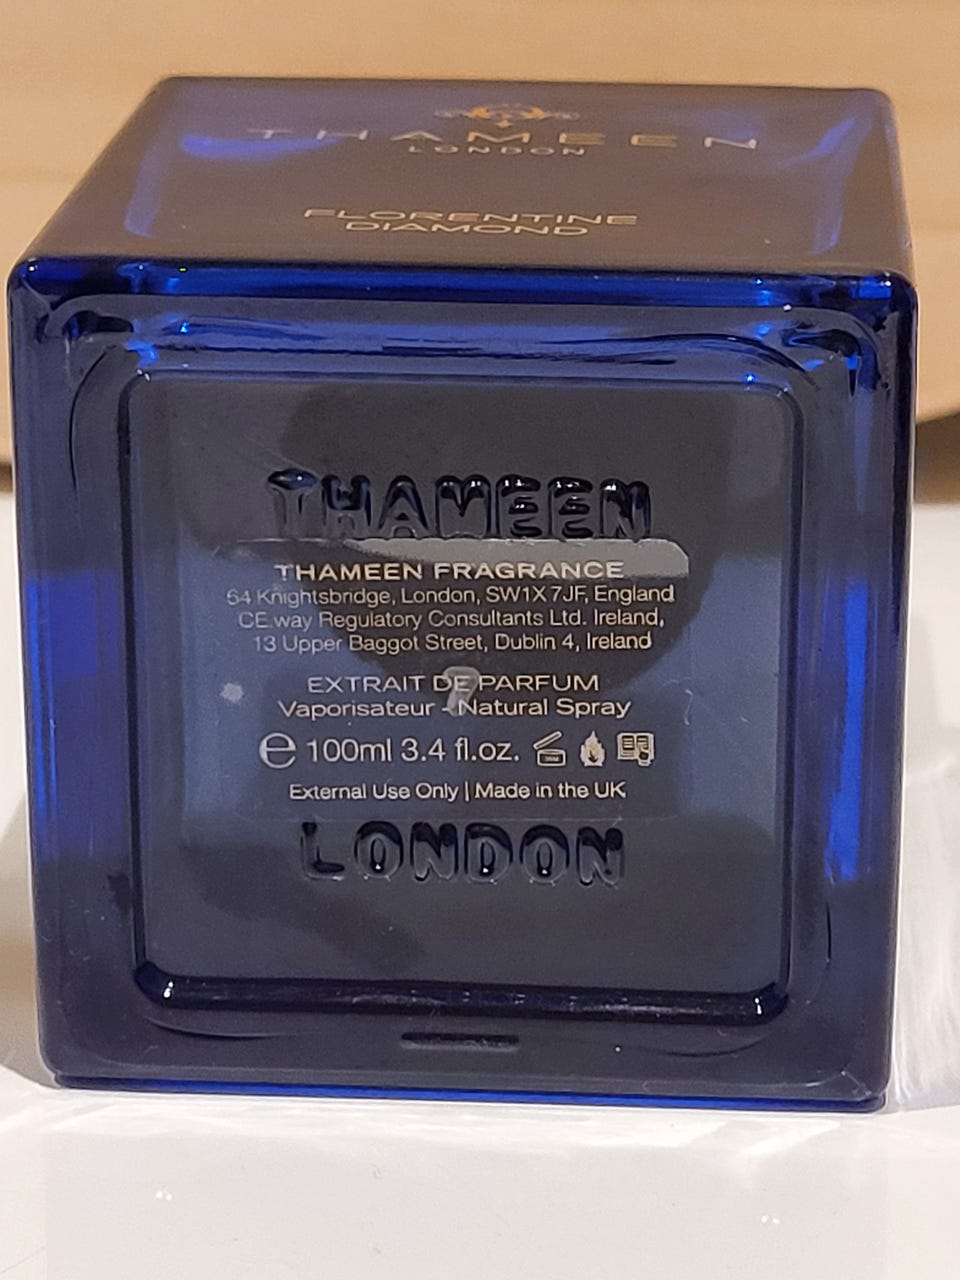 THAMEEN
LONDON
FLORENTINE
DIAMOND
THAMEEN
THAMEEN FRAGRANCE
64 Knightsbridge, London, SW1X 7JF, England
CE.way Regulatory Consultants Ltd. Ireland,
13 Upper Baggot Street, Dublin 4, Ireland
7
EXTRAIT DE PARFUM
Vaporisateur - Natural Spray
e 100ml 3.4 fl.oz.
External Use Only | Made in the UK
LONDON